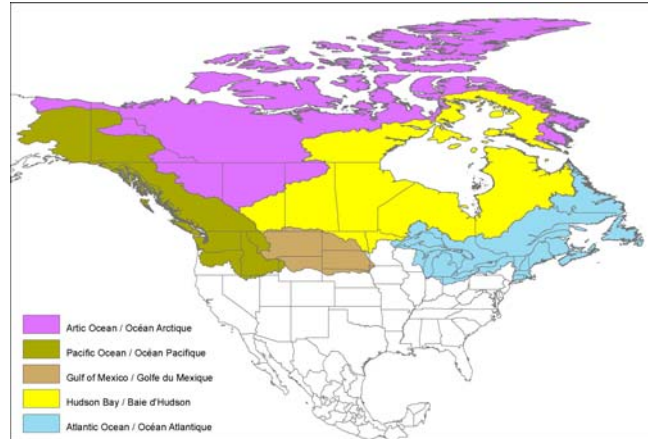 Artic Ocean / Océan Arctique
Pacific Ocean / Océan Pacifique
Gulf of Mexico / Golfe du Mexique
Hudson Bay / Baie d'Hudson
Atlantic Ocean / Océan Atlantique